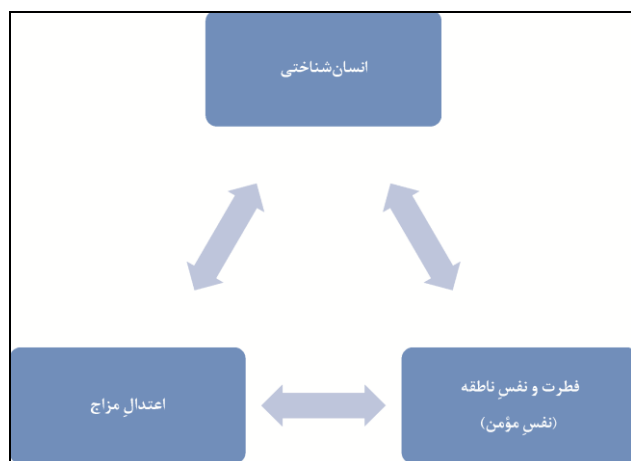 انسان‌شناختی
فطرت و نفسِ ناطقه
(نفسِ مؤمن)
اعتدالِ مزاج